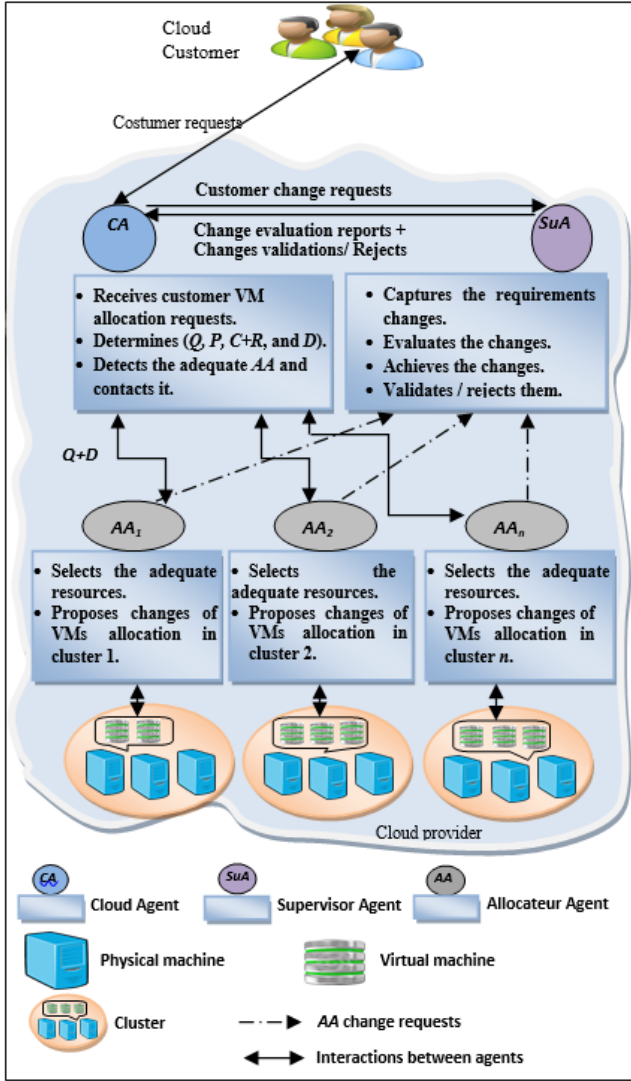 Cloud
Customer
Costumer requests
Customer change requests
CA
SuA
Change evaluation reports +
Changes validations/ Rejects
• Receives customer VM
allocation requests.
• Determines (Q, P, C+R, and D).
• Detects the adequate AA and
contacts it.
• Captures the requirements
changes.
• Evaluates the changes.
• Achieves the changes.
• Validates / rejects them.
Q+D
AA1
AA2
AAn
• Selects the adequate
resources.
• Proposes changes of
VMs allocation in
cluster 1.
• Selects the
adequate resources.
• Proposes changes of
VMs allocation in
cluster 2.
• Selects the adequate
resources.
• Proposes changes of
VMs allocation in
cluster n.
Cloud provider
CA
Cloud Agent
SuA
Supervisor Agent
AA
Allocateur Agent
Physical machine
Virtual machine
Cluster
AA change requests
Interactions between agents